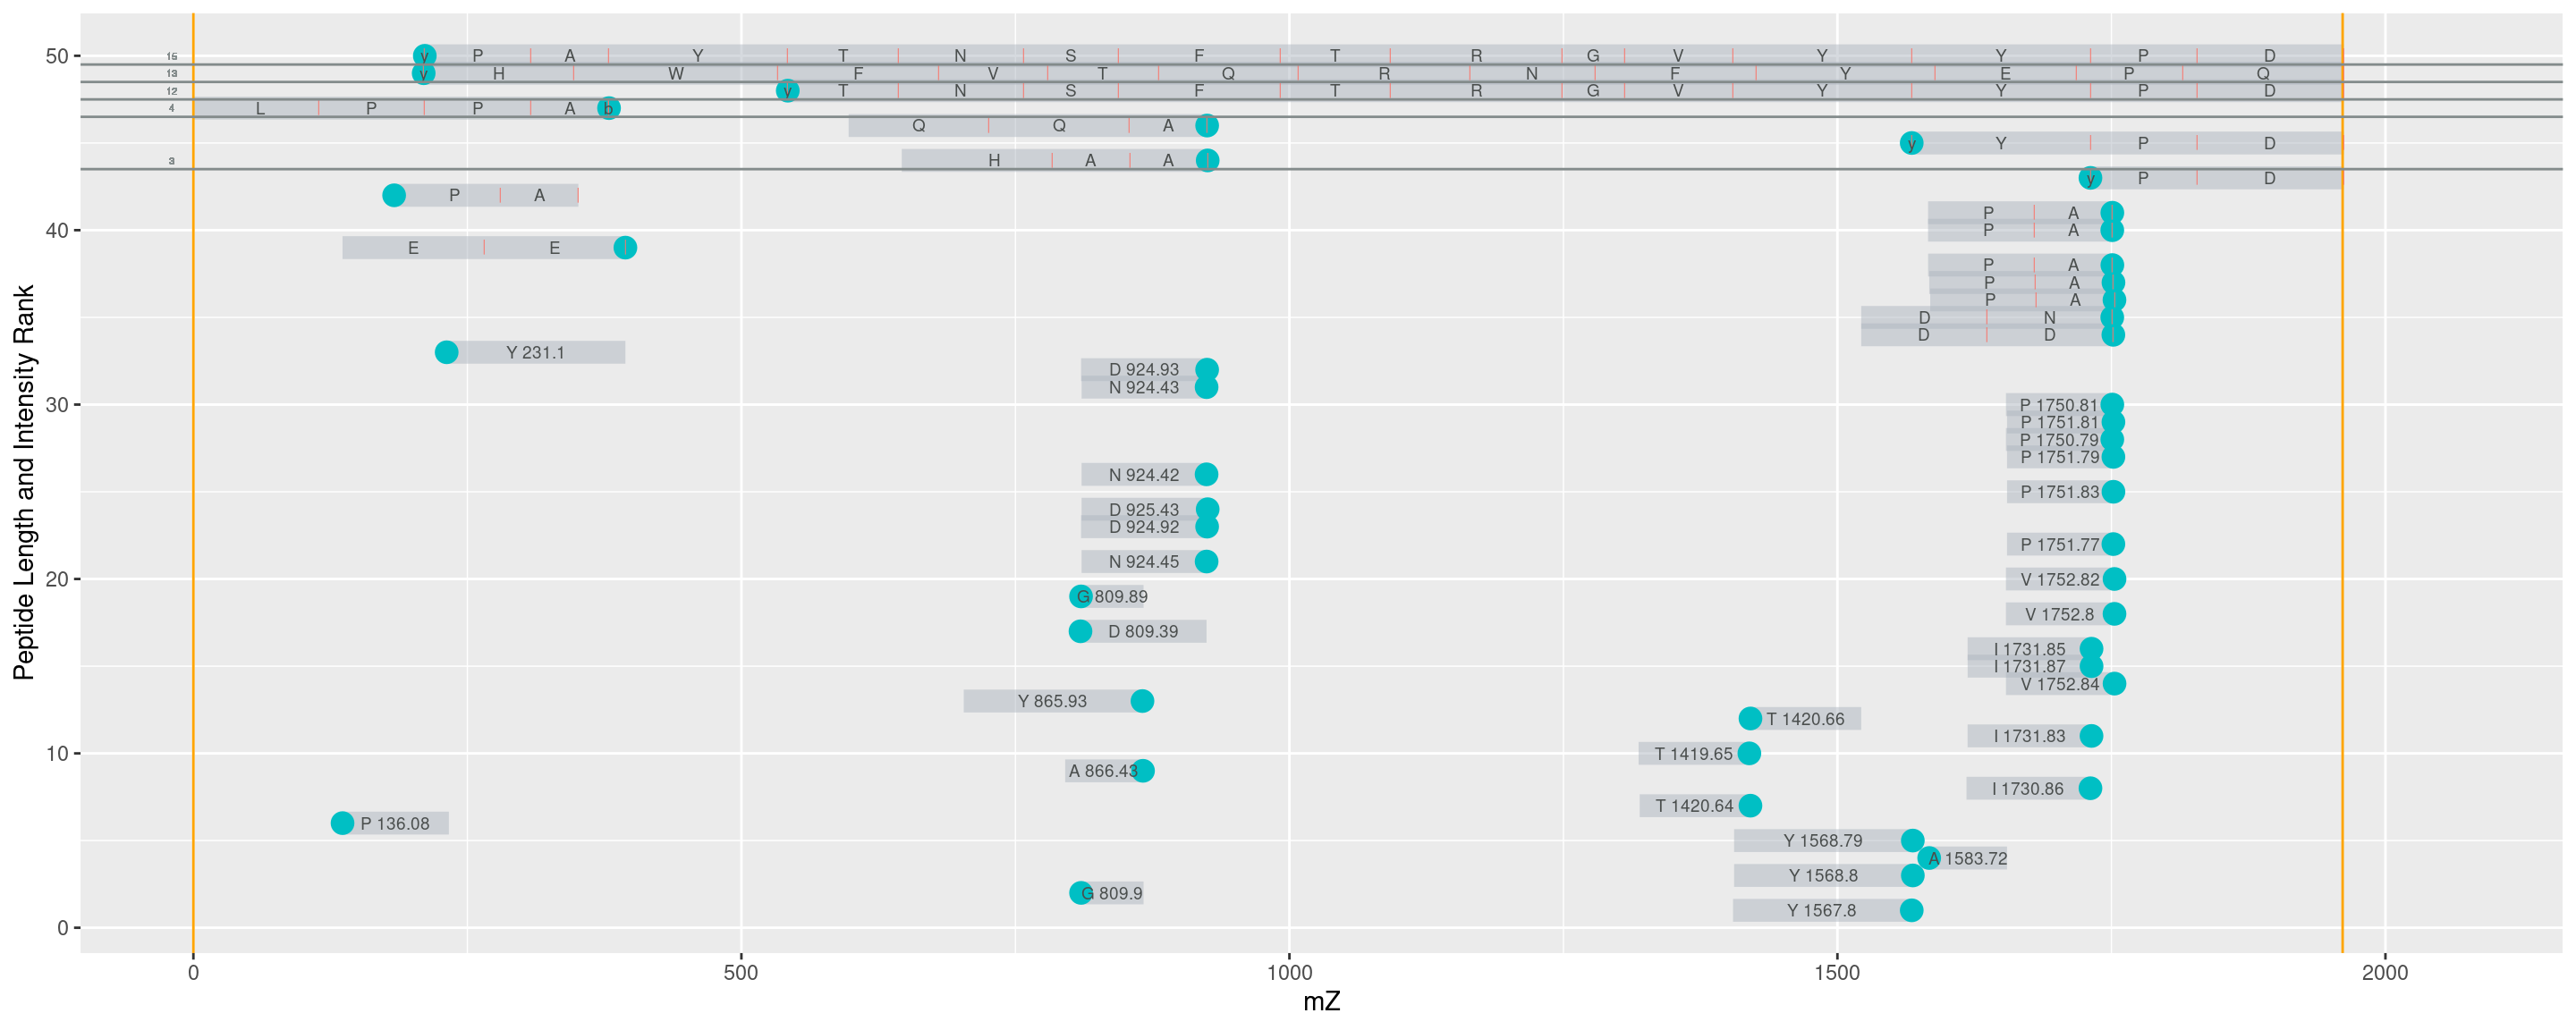 50
15
y P A Y T N S F T R G V Y Y P D
13
y H W F V T Q R N F Y E P Q
12
y T N S F T R G V Y Y P D
4
L P P A b
Q Q A
y Y P D
3
H A A
y P D
P A
P A
40
P A
E E
P A
P A
P A
D N
D D
Y 231.1
D 924.93
N 924.43
30
P 1750.81
P 1751.81
P 1750.79
P 1751.79
N 924.42
P 1751.83
D 925.43
D 924.92
P 1751.77
N 924.45
20
V 1752.82
G 809.89
V 1752.8
D 809.39
I 1731.85
I 1731.87
V 1752.84
Y 865.93
T 1420.66
I 1731.83
10
T 1419.65
A 866.43
I 1730.86
T 1420.64
P 136.08
Y 1568.79
A 1583.72
Y 1568.8
G 809.9
Y 1567.8
0
0 500 1000 1500 2000
mZ
Peptide Length and Intensity Rank